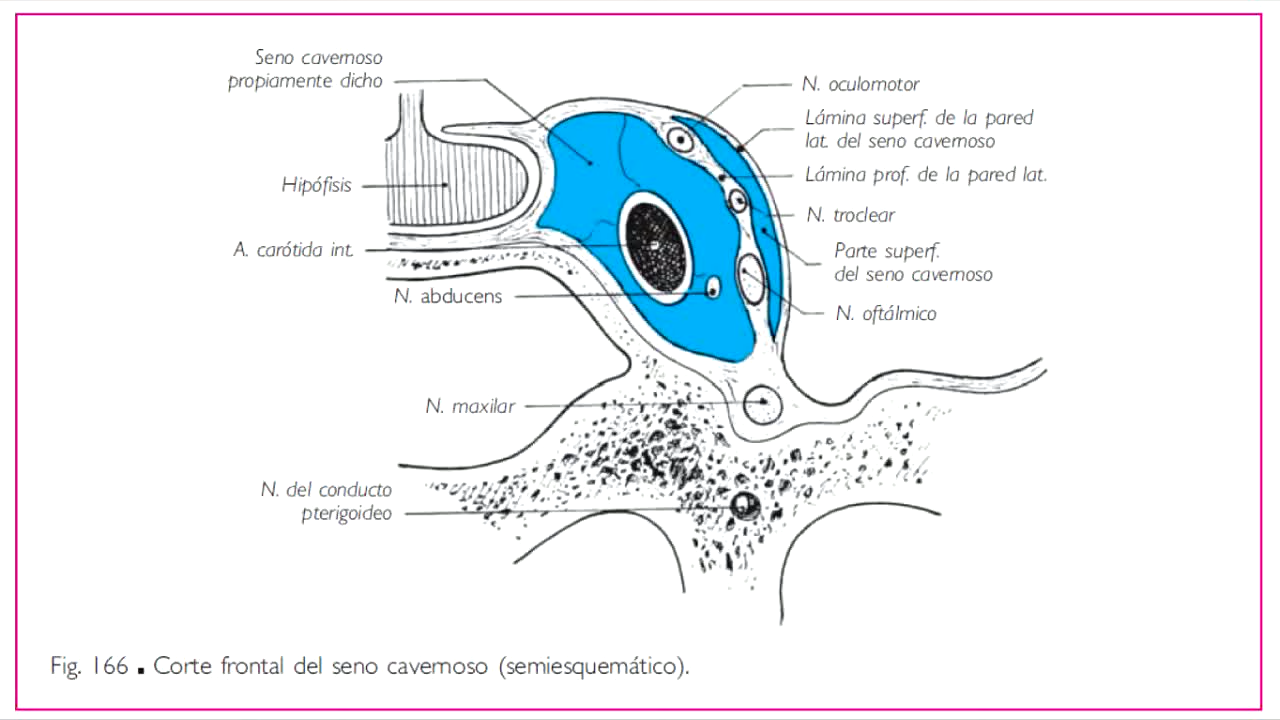 Seno cavernoso
propiamente dicho
Hipófisis
A. carótida int.
N. abducens
N. maxilar
N. del conducto
pterigoideo
N. oculomotor
Lámina superf. de la pared
lat. del seno cavernoso
Lámina prof. de la pared lat.
N. troclear
Parte superf.
del seno cavernoso
N. oftálmico
Fig. 166 ▪ Corte frontal del seno cavernoso (semiesquemático).